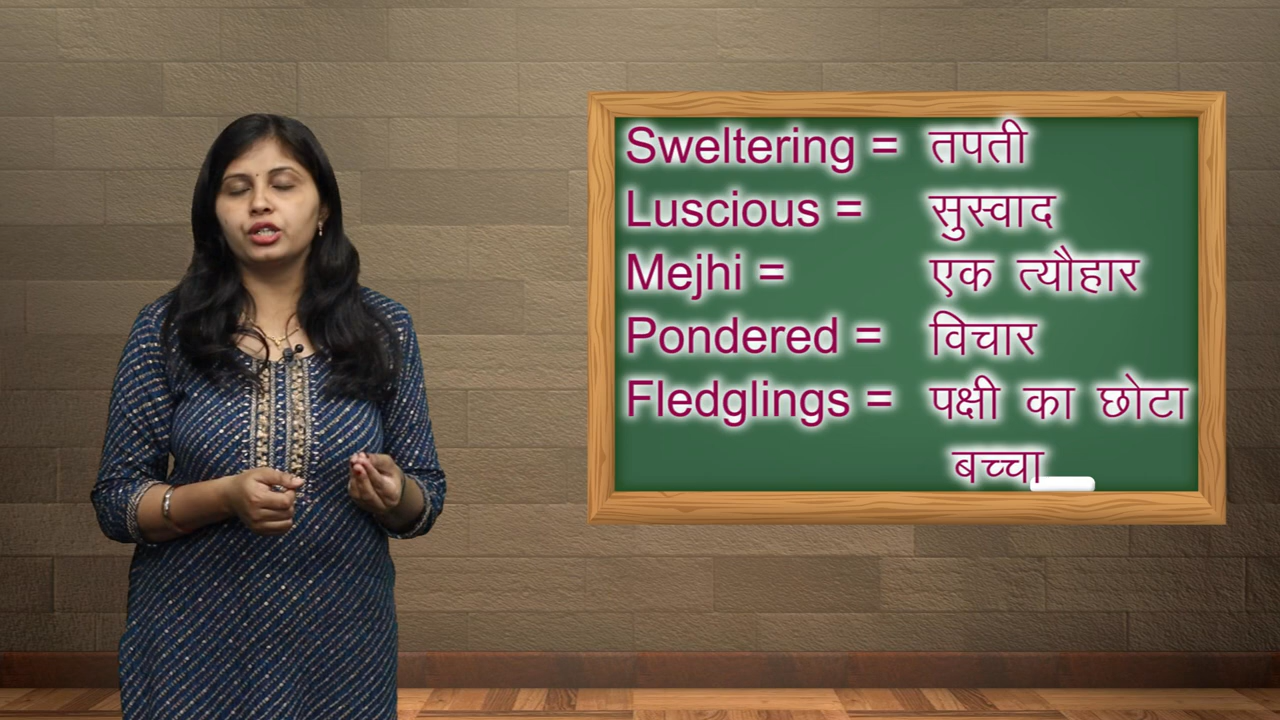 Sweltering = तपती
Luscious = सुस्वाद
Mejhi = एक त्यौहार
Pondered = विचार
Fledglings = पक्षी का छोटा
बच्चा